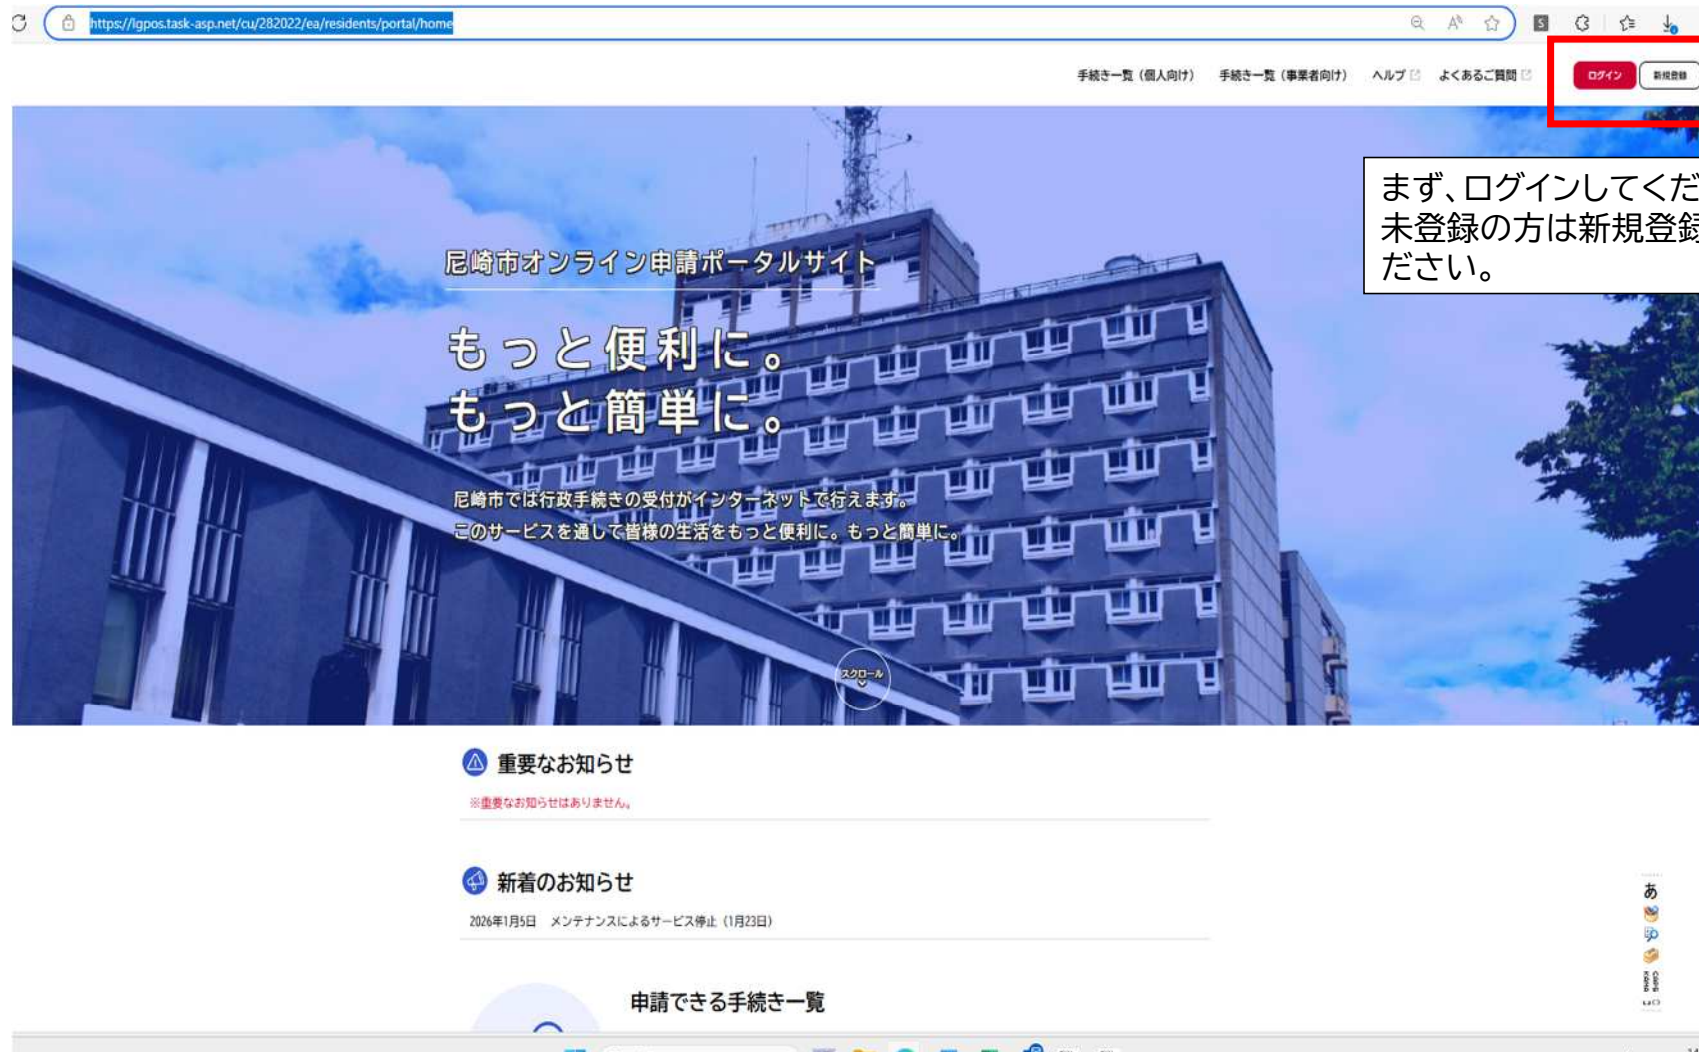 https://lgpos.task-asp.net/cu/282022/ea/residents/portal/home
手続き一覧（個人向け） 手続き一覧（事業者向け） ヘルプ よくあるご質問 ログイン 新規登録
まず、ログインしてくだ
未登録の方は新規登録
ださい。
尼崎市オンライン申請ポータルサイト
もっと便利に。
もっと簡単に。
尼崎市では行政手続きの受付がインターネットで行えます。
このサービスを通して皆様の生活をもっと便利に。もっと簡単に。
スクロール
重要なお知らせ
※重要なお知らせはありません。
新着のお知らせ
2026年1月5日 メンテナンスによるサービス停止（1月23日）
あ
CAPS
KANA
申請できる手続き一覧